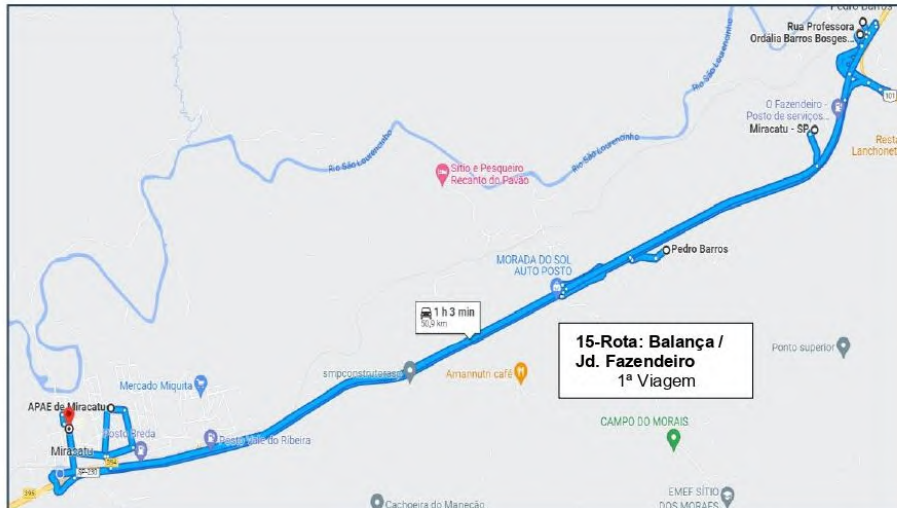 Pedro Barros
Rua Professora
Ordália Barros Bosges...
101
O Fazendeiro -
Posto de serviços...
Miracatu - SP
Resta
Lanchonet
Rio São Lourencinho
Rio São Lourencinho
Rio São Lourencinho
Sítio e Pesqueiro
Recanto do Pavão
Pedro Barros
MORADA DO SOL
AUTO POSTO
1 h 3 min
50,9 km
15-Rota: Balança /
Jd. Fazendeiro
1ª Viagem
Ponto superior
smpconstrutorasp
Amannutri café
Mercado Miquita
APAE de Miracatu
CAMPO DO MORAIS
Posto Vale do Ribeira
Posto Breda
Miracatu
SP-230
EMEF SÍTIO
DOS MORAES
Cachoeira do Manecão